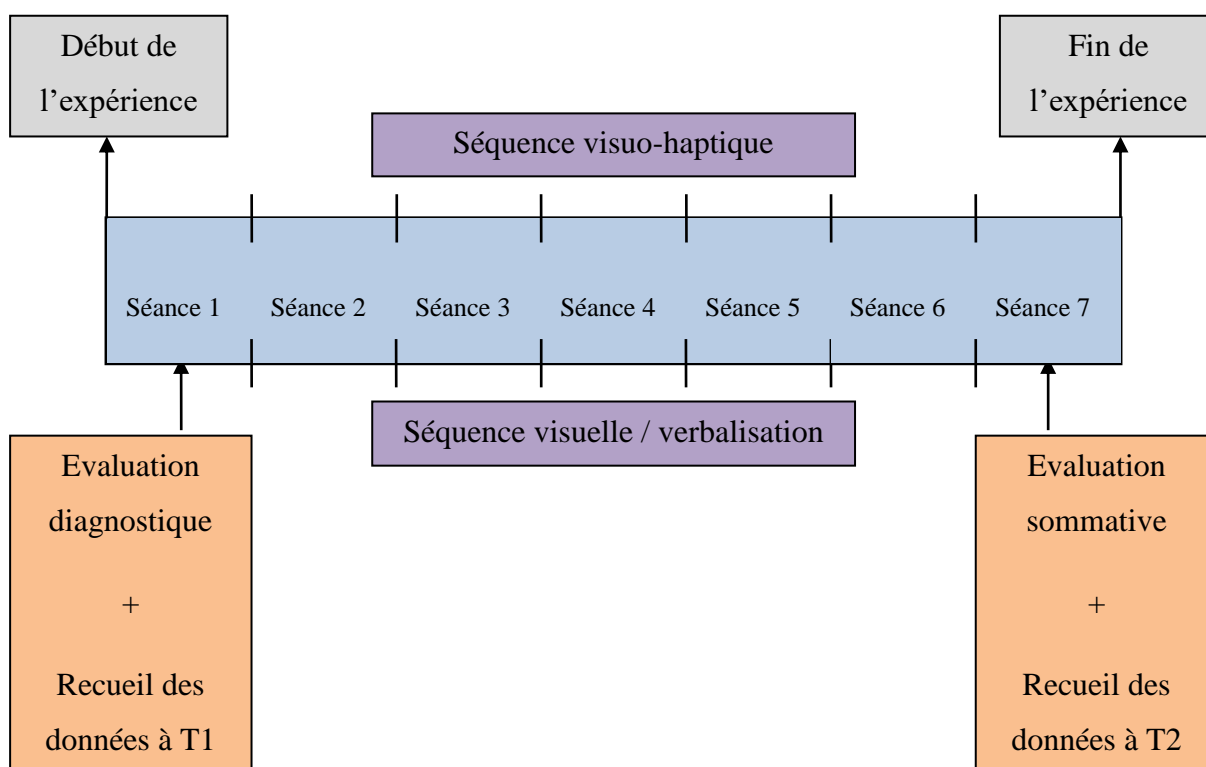 Début de
l’expérience
Fin de
l’expérience
Séquence visuo-haptique
Séance 1
Séance 2
Séance 3
Séance 4
Séance 5
Séance 6
Séance 7
Séquence visuelle / verbalisation
Evaluation
diagnostique
+
Recueil des
données à T1
Evaluation
sommative
+
Recueil des
données à T2